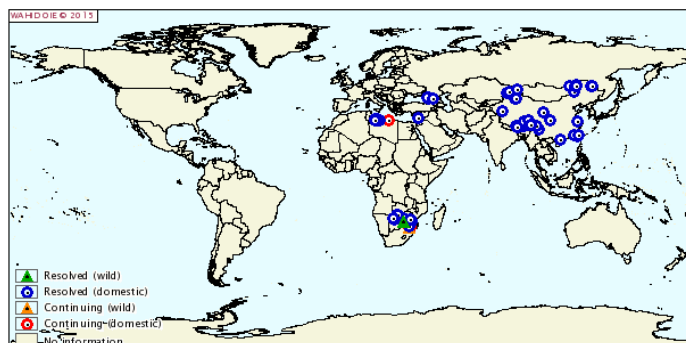 WAHID OIE © 2015
Resolved (wild)
Resolved (domestic)
Continuing (wild)
Continuing (domestic)
No information